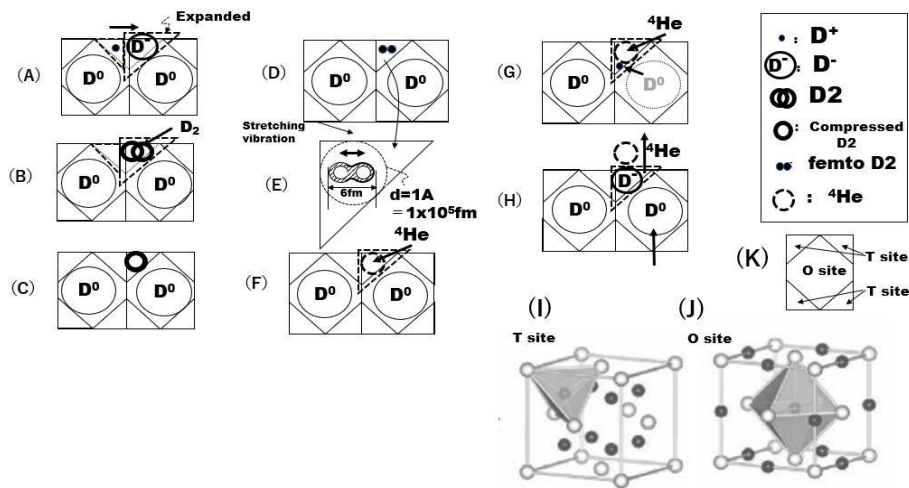 (A)
Expanded
D-
D⁰
D⁰
(B)
D₂
D⁰
D⁰
(C)
D⁰
D⁰
(D)
D⁰
D⁰
Stretching
vibration
(E)
6fm
d=1A
=1x10⁵fm
(F)
⁴He
D⁰
D⁰
(G)
⁴He
D⁰
D⁰
(H)
⁴He
D-
D⁰
D⁰
: D⁺
D- : D-
: D2
: Compressed
D2
: femto D2
: ⁴He
(K)
O site
T site
T site
(I)
T site
(J)
O site